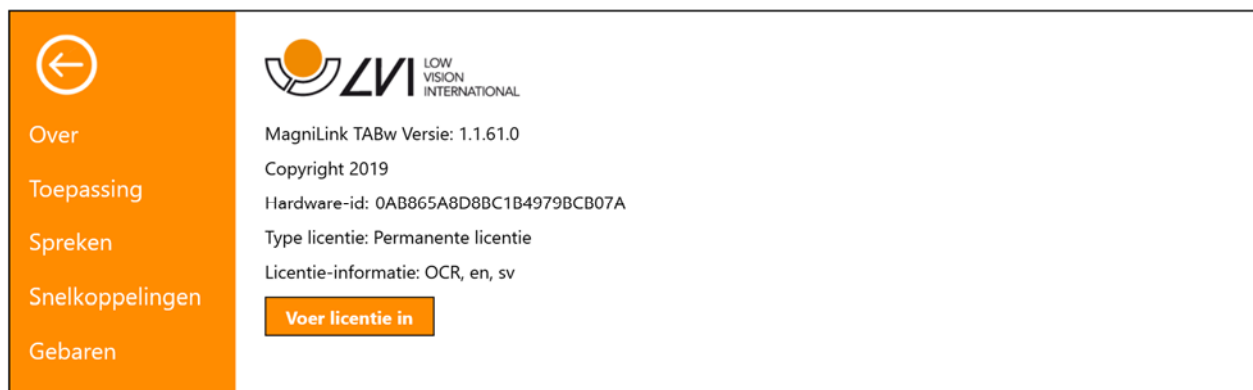 Over
Toepassing
Spreken
Snelkoppelingen
Gebaren
LVI LOW
VISION
INTERNATIONAL
MagniLink TABw Versie: 1.1.61.0
Copyright 2019
Hardware-id: 0AB865A8D8BC1B4979BCB07A
Type licentie: Permanente licentie
Licentie-informatie: OCR, en, sv
Voer licentie in